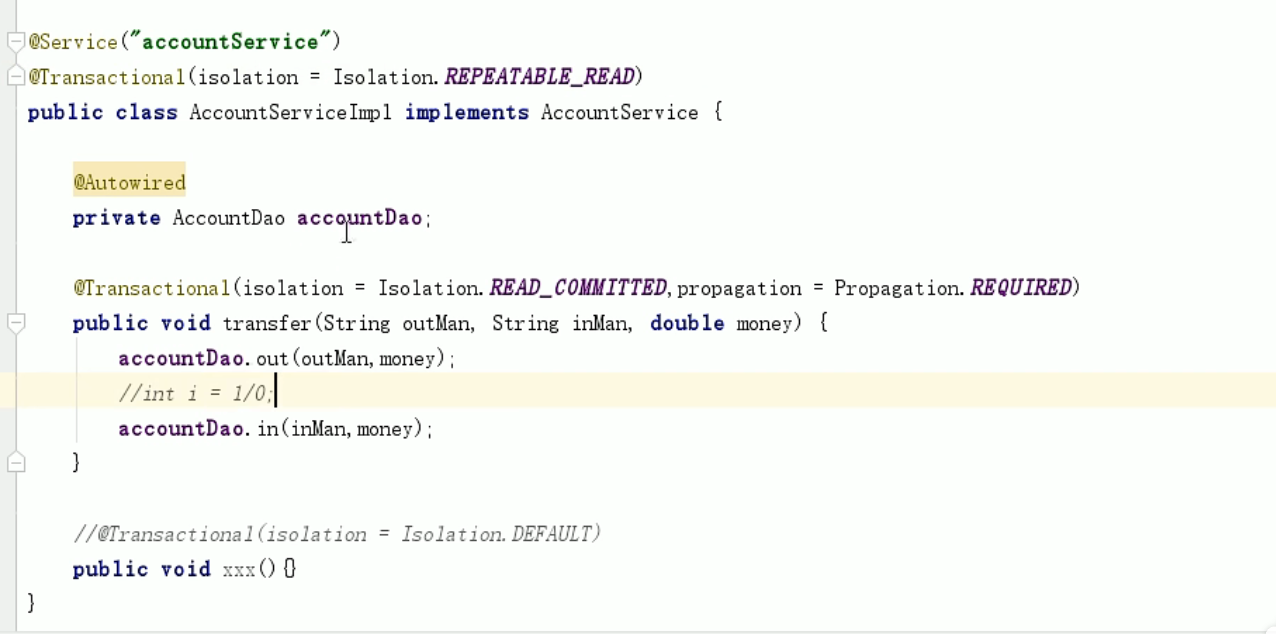 @Service("accountService")
@Transactional(isolation = Isolation.REPEATABLE_READ)
public class AccountServiceImpl implements AccountService {
@Autowired
private AccountDao accountDao;
@Transactional(isolation = Isolation.READ_COMMITTED,propagation = Propagation.REQUIRED)
public void transfer(String outMan, String inMan, double money) {
accountDao.out(outMan,money);
//int i = 1/0;
accountDao.in(inMan,money);
}
//@Transactional(isolation = Isolation.DEFAULT)
public void xxx(){}
}